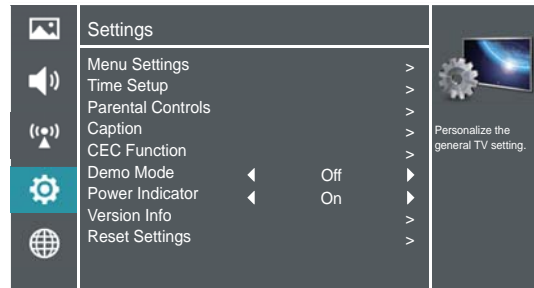 Settings
Menu Settings >
Time Setup >
Parental Controls >
Caption >
CEC Function >
Demo Mode ◀ Off ▶
Power Indicator ◀ On ▶
Version Info >
Reset Settings >
Personalize the
general TV setting.